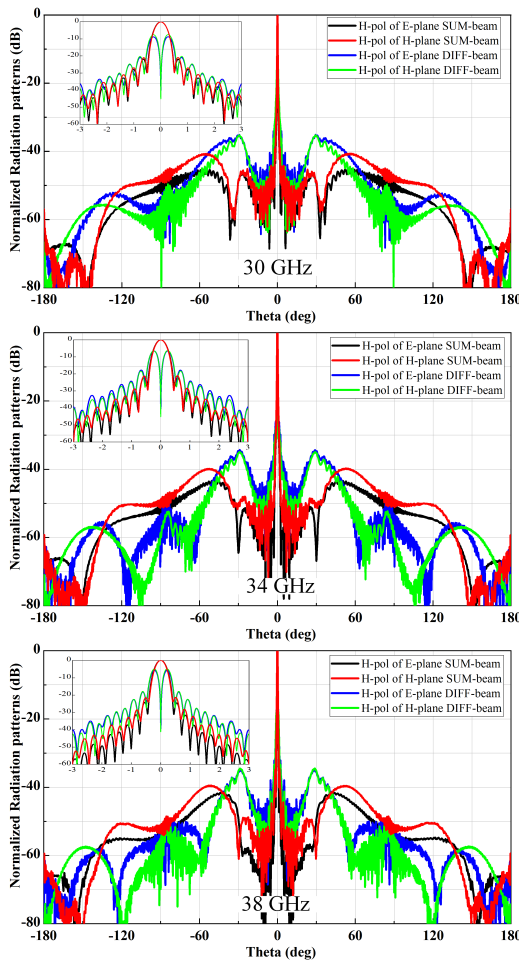 Normalized Radiation patterns (dB)
0
-20
-40
-60
-80
0
-10
-20
-30
-40
-50
-60
-3 -2 -1 0 1 2 3
H-pol of E-plane SUM-beam
H-pol of H-plane SUM-beam
H-pol of E-plane DIFF-beam
H-pol of H-plane DIFF-beam
30 GHz
-180 -120 -60 0 60 120 180
Theta (deg)
Normalized Radiation patterns (dB)
0
-20
-40
-60
-80
0
-10
-20
-30
-40
-50
-60
-3 -2 -1 0 1 2 3
H-pol of E-plane SUM-beam
H-pol of H-plane SUM-beam
H-pol of E-plane DIFF-beam
H-pol of H-plane DIFF-beam
34 GHz
-180 -120 -60 0 60 120 180
Theta (deg)
Normalized Radiation patterns (dB)
0
-20
-40
-60
-80
0
-10
-20
-30
-40
-50
-60
-3 -2 -1 0 1 2 3
H-pol of E-plane SUM-beam
H-pol of H-plane SUM-beam
H-pol of E-plane DIFF-beam
H-pol of H-plane DIFF-beam
38 GHz
-180 -120 -60 0 60 120 180
Theta (deg)